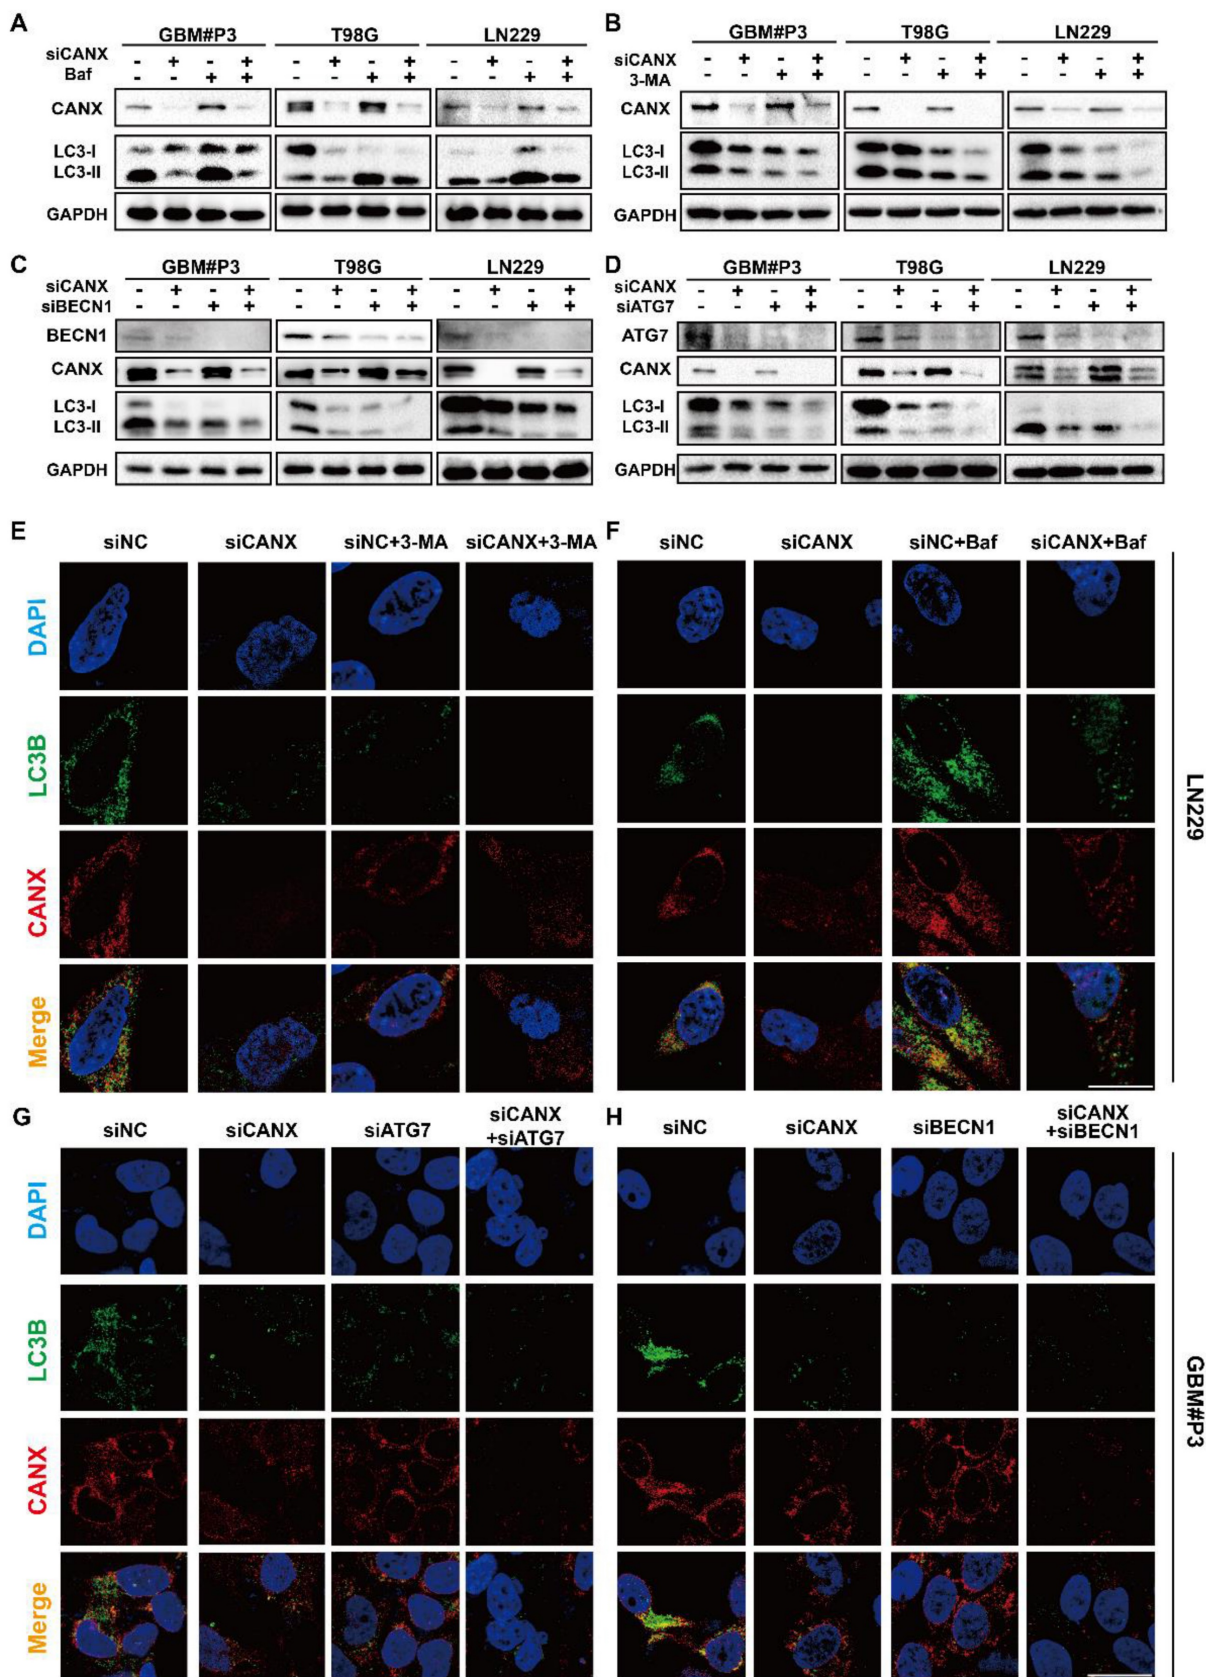 A
GBM#P3 T98G LN229
siCANX - + - + - + - + - + - +
Baf - - + + - - + + - - + +
CANX
LC3-I
LC3-II
GAPDH
B
GBM#P3 T98G LN229
siCANX - + - + - + - + - + - +
3-MA - - + + - - + + - - + +
CANX
LC3-I
LC3-II
GAPDH
C
GBM#P3 T98G LN229
siCANX - + - + - + - + - + - +
siBECN1 - - + + - - + + - - + +
BECN1
CANX
LC3-I
LC3-II
GAPDH
D
GBM#P3 T98G LN229
siCANX - + - + - + - + - + - +
siATG7 - - + + - - + + - - + +
ATG7
CANX
LC3-I
LC3-II
GAPDH
E
siNC siCANX siNC+3-MA siCANX+3-MA
DAPI
LC3B
CANX
Merge
F
siNC siCANX siNC+Baf siCANX+Baf
LN229
G
siNC siCANX siATG7 siCANX
+siATG7
DAPI
LC3B
CANX
Merge
H
siNC siCANX siBECN1 siCANX
+siBECN1
GBM#P3